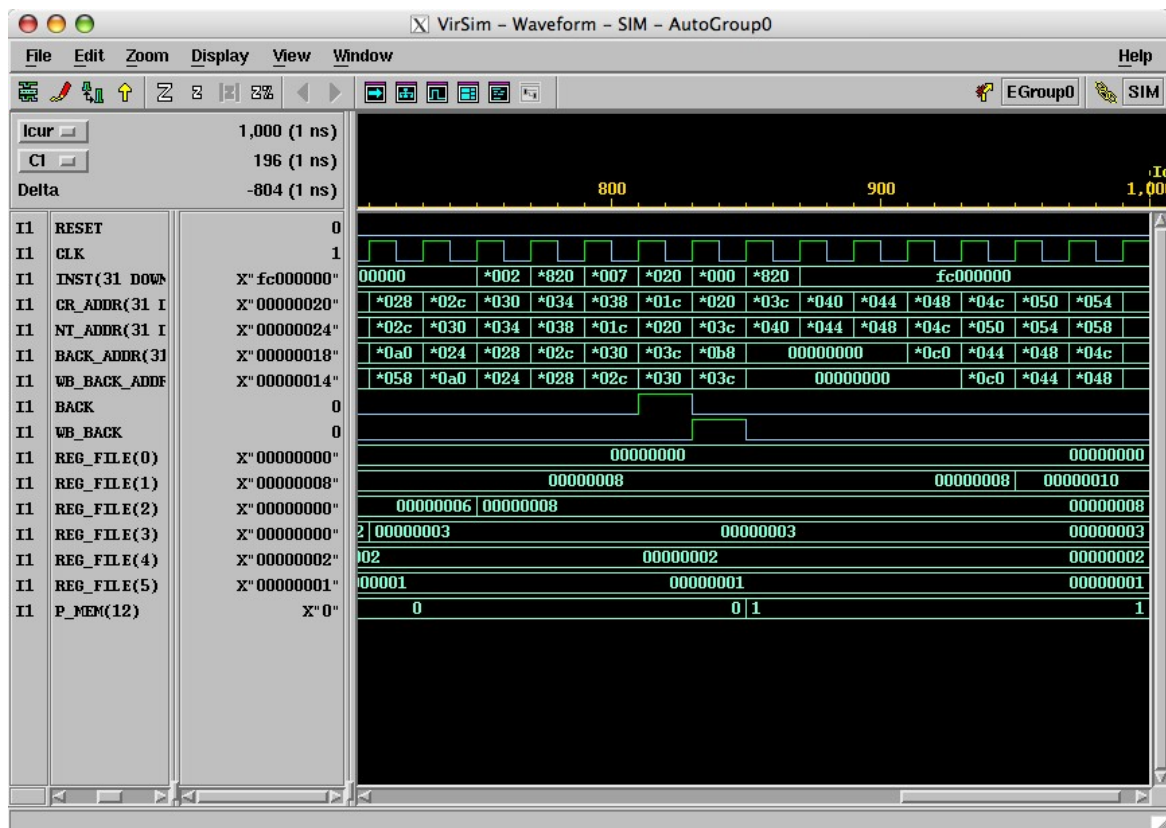 X VirSim – Waveform – SIM – AutoGroup0
File Edit Zoom Display View Window Help
EGroup0 SIM
Icur 1,000 (1 ns)
C1 196 (1 ns)
Delta -804 (1 ns)
800 900 1,00
I1 RESET 0
I1 CLK 1
I1 INST(31 DOWN X"fc000000" 00000 *002 *820 *007 *020 *000 *820 fc000000
I1 CR_ADDR(31 I X"00000020" *028 *02c *030 *034 *038 *01c *020 *03c *040 *044 *048 *04c *050 *054
I1 NT_ADDR(31 I X"00000024" *02c *030 *034 *038 *01c *020 *03c *040 *044 *048 *04c *050 *054 *058
I1 BACK_ADDR(31 X"00000018" *0a0 *024 *028 *02c *030 *03c *0b8 00000000 *0c0 *044 *048 *04c
I1 WB_BACK_ADDR X"00000014" *058 *0a0 *024 *028 *02c *030 *03c 00000000 *0c0 *044 *048
I1 BACK 0
I1 WB_BACK 0
I1 REG_FILE(0) X"00000000" 00000000 00000000
I1 REG_FILE(1) X"00000008" 00000008 00000008 00000010
I1 REG_FILE(2) X"00000000" 00000006 00000008 00000008
I1 REG_FILE(3) X"00000000" 2 00000003 00000003 00000003
I1 REG_FILE(4) X"00000002" 002 00000002 00000002
I1 REG_FILE(5) X"00000001" 00001 00000001 00000001
I1 P_MEM(12) X"0" 0 0 1 1